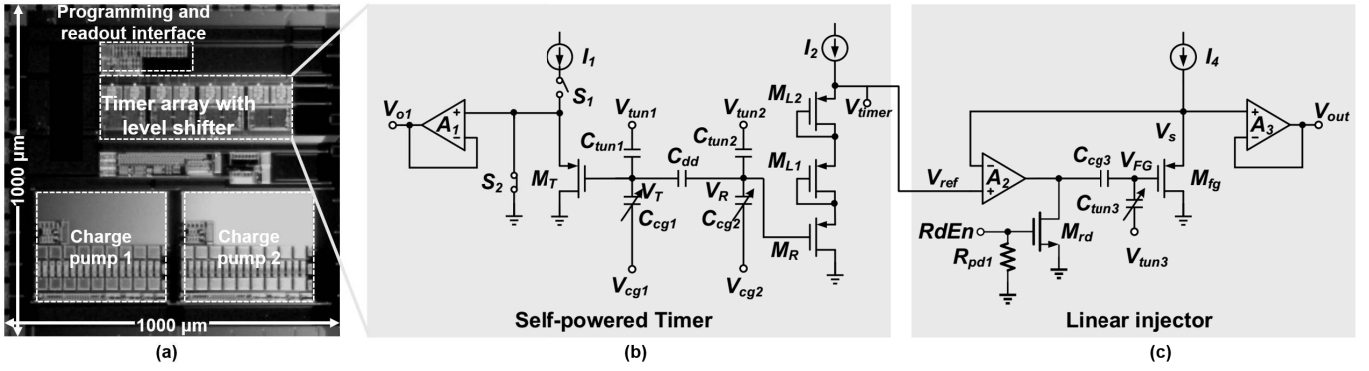 Programming and
readout interface
Timer array with
level shifter
1000 μm
Charge
pump 1
Charge
pump 2
1000 μm
(a)
I1
S1
Vo1
A1
+
S2
MT
Vtun1
Ctun1
VT
Ccg1
Vcg1
Cdd
Vtun2
Ctun2
VR
Ccg2
Vcg2
I2
ML2
Vtimer
ML1
MR
Self-powered Timer
(b)
I4
Vref
A2
−
+
RdEn
Rpd1
Mrd
Ccg3
VFG
Ctun3
Vtun3
Vs
Mfg
A3
+
−
Vout
Linear injector
(c)